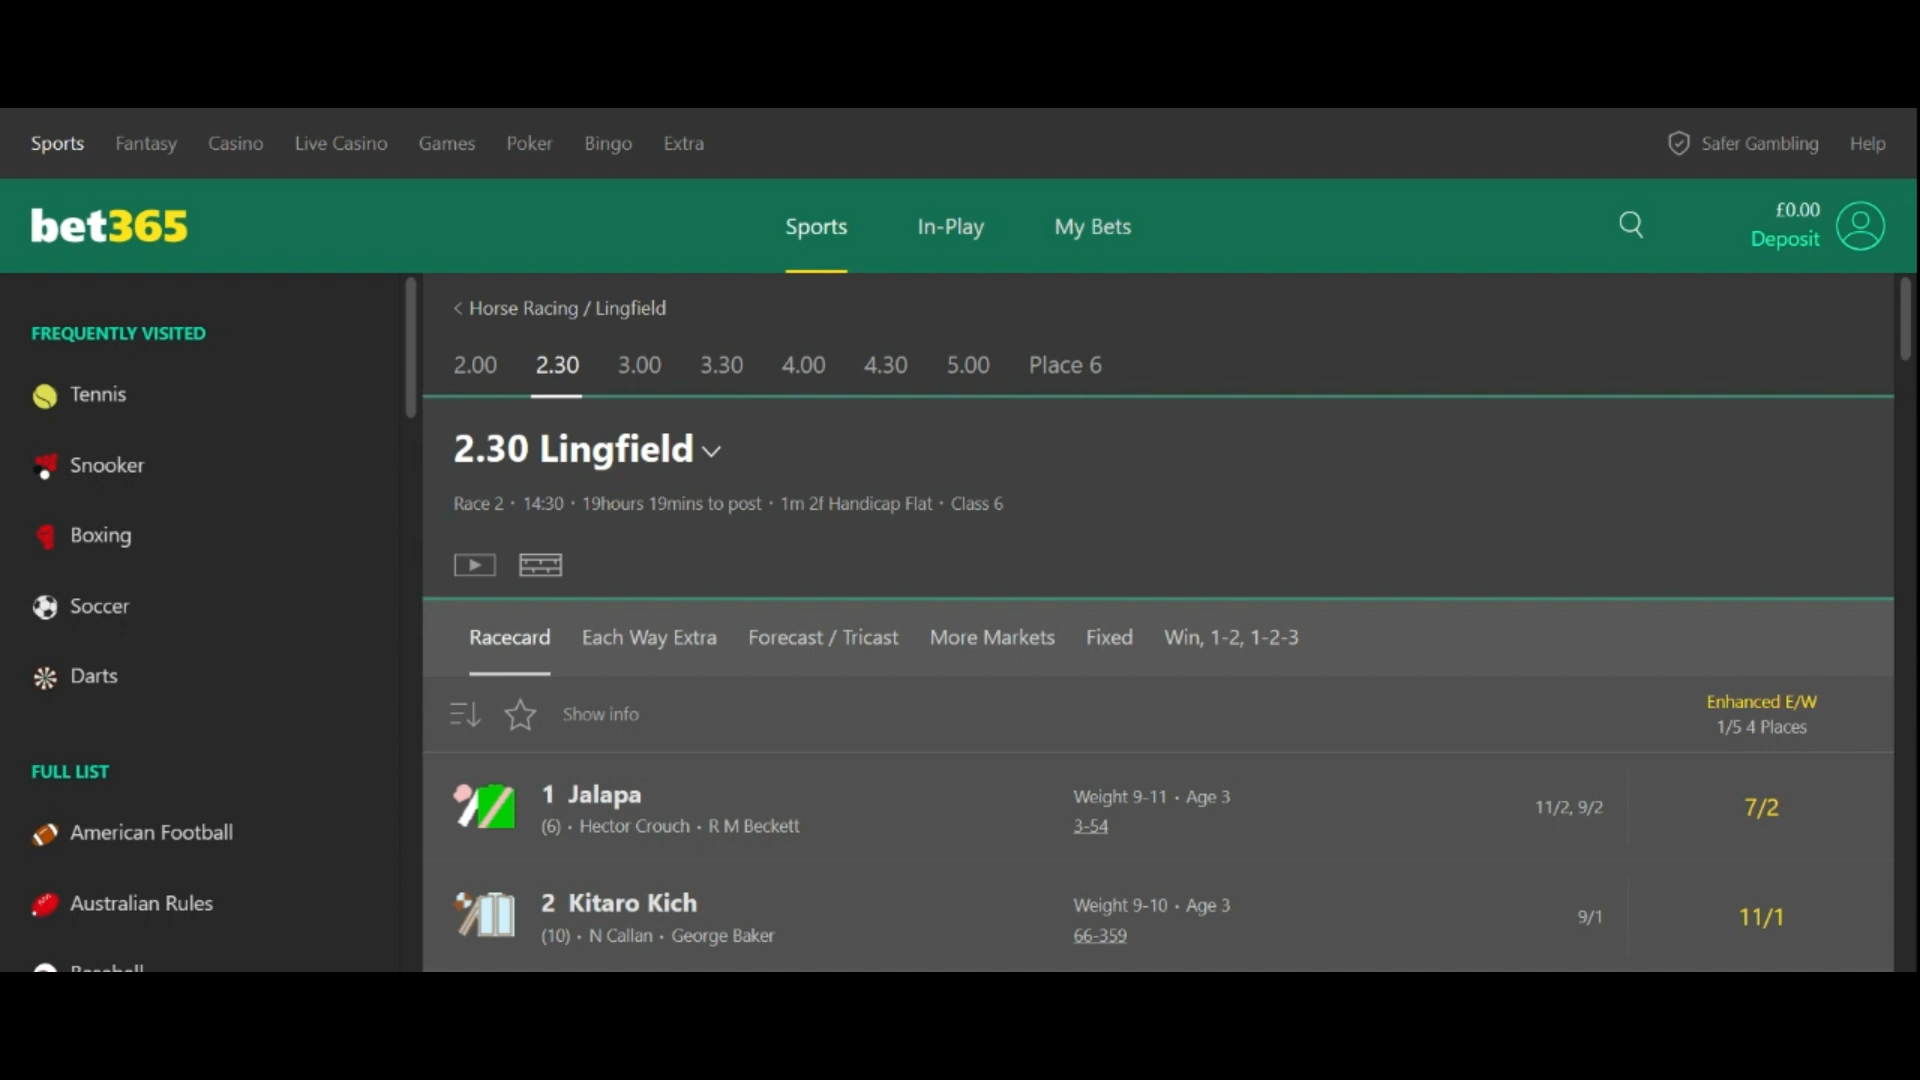 Sports Fantasy Casino Live Casino Games Poker Bingo Extra Safer Gambling Help
bet365 Sports In-Play My Bets £0.00
Deposit
FREQUENTLY VISITED
Tennis
Snooker
Boxing
Soccer
Darts
FULL LIST
American Football
Australian Rules
Baseball
< Horse Racing / Lingfield
2.00 2.30 3.00 3.30 4.00 4.30 5.00 Place 6
2.30 Lingfield
Race 2 • 14:30 • 19hours 19mins to post • 1m 2f Handicap Flat • Class 6
Racecard Each Way Extra Forecast / Tricast More Markets Fixed Win, 1-2, 1-2-3
Show info
Enhanced E/W
1/5 4 Places
1 Jalapa
(6) • Hector Crouch • R M Beckett
Weight 9-11 • Age 3
3-54
11/2, 9/2
7/2
2 Kitaro Kich
(10) • N Callan • George Baker
Weight 9-10 • Age 3
66-359
9/1
11/1